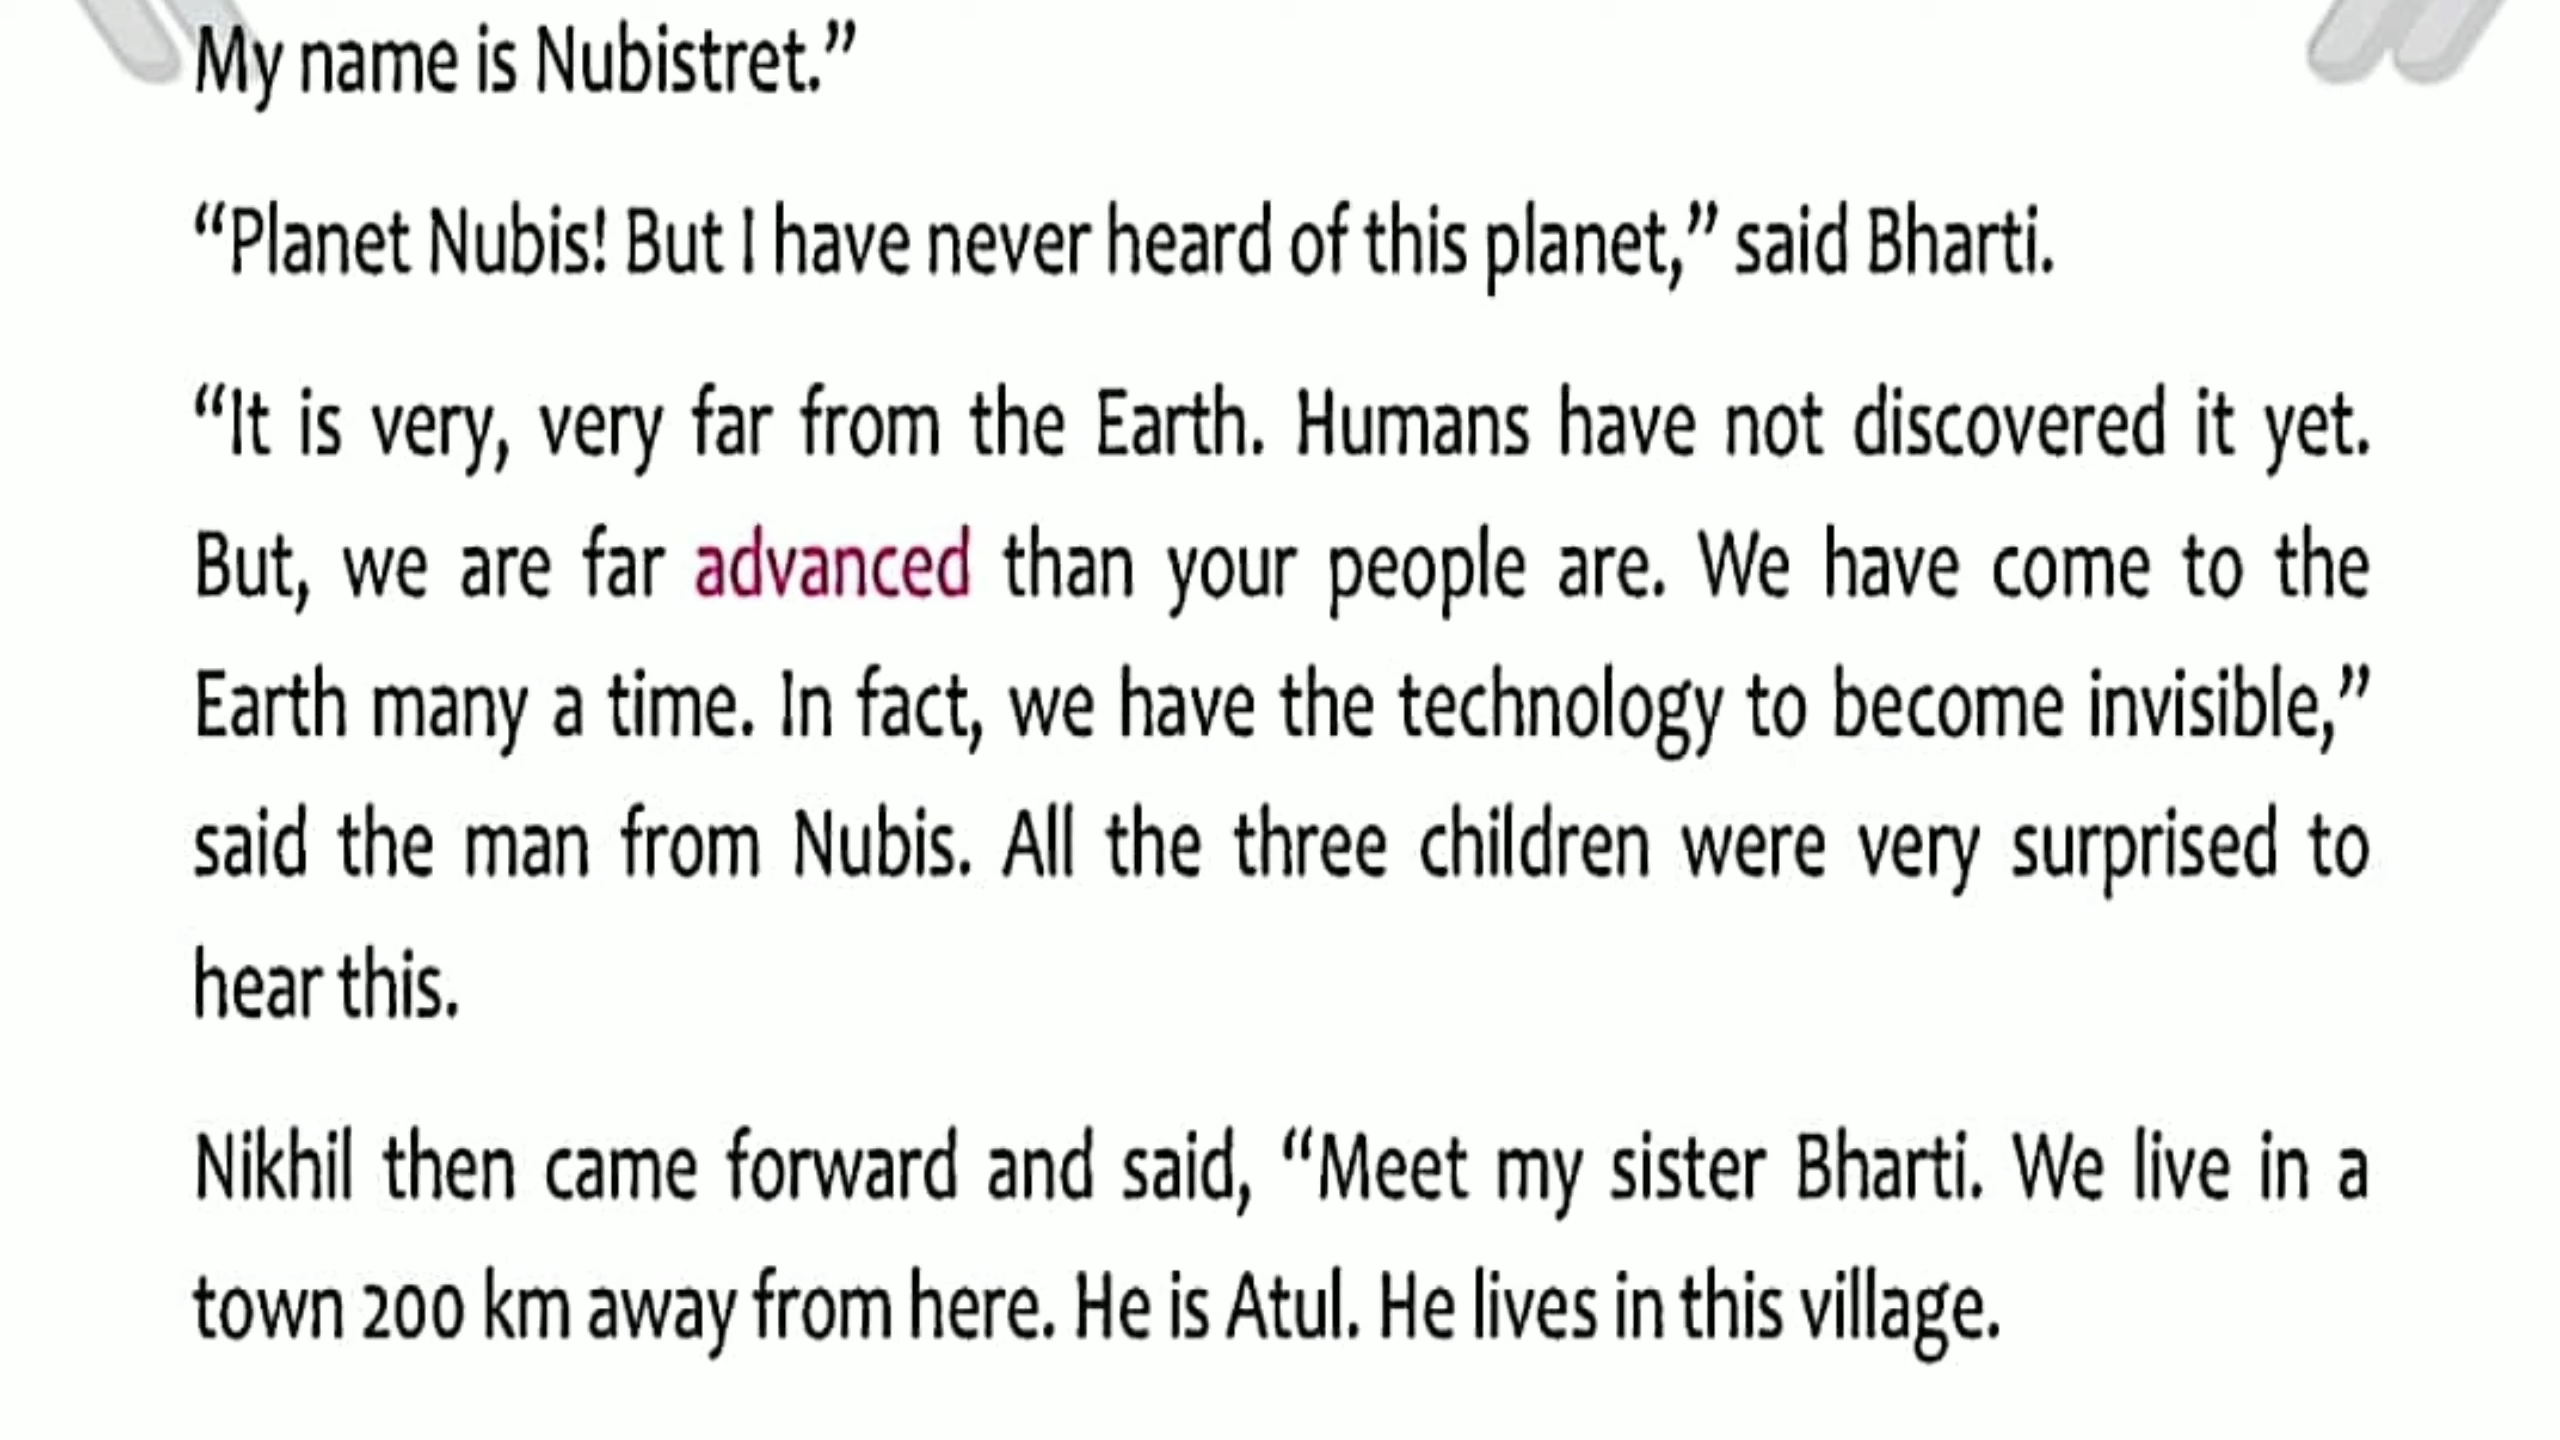 My name is Nubistret.”
“Planet Nubis! But I have never heard of this planet,” said Bharti.
“It is very, very far from the Earth. Humans have not discovered it yet.
But, we are far advanced than your people are. We have come to the
Earth many a time. In fact, we have the technology to become invisible,”
said the man from Nubis. All the three children were very surprised to
hear this.
Nikhil then came forward and said, “Meet my sister Bharti. We live in a
town 200 km away from here. He is Atul. He lives in this village.